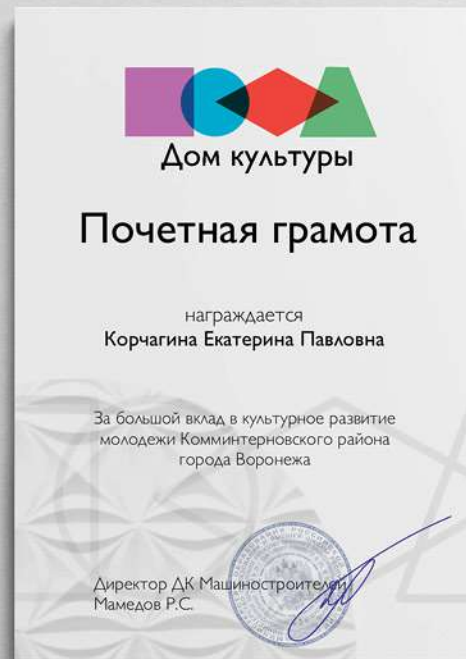 Дом культуры
Почетная грамота
награждается
Корчагина Екатерина Павловна
За большой вклад в культурное развитие
молодежи Комминтерновского района
города Воронежа
Директор ДК Машиностроителей
Мамедов Р.С.